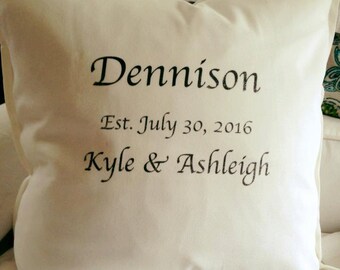 Dennison
Est. July 30, 2016
Kyle & Ashleigh